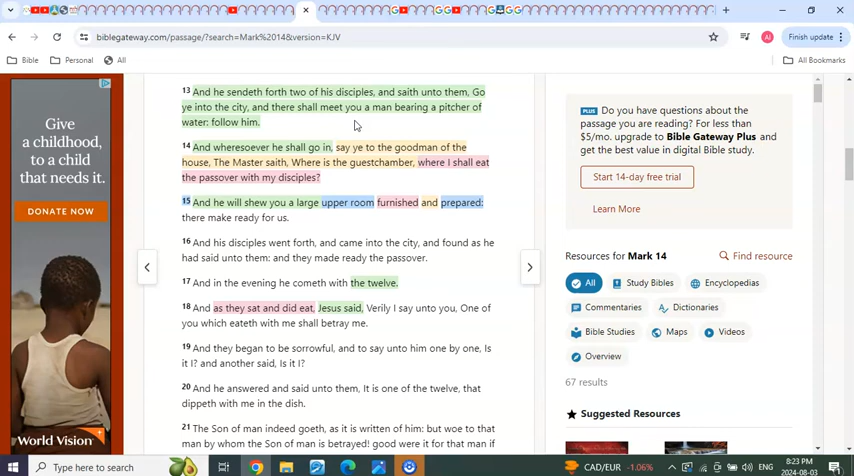 Finish update
biblegateway.com/passage/?search=Mark%2014&version=KJV
AI
Bible
Personal
All
All Bookmarks
Give
a childhood,
to a child
that needs it.
DONATE NOW
World Vision
13 And he sendeth forth two of his disciples, and saith unto them, Go
ye into the city, and there shall meet you a man bearing a pitcher of
water: follow him.
14 And wheresoever he shall go in, say ye to the goodman of the
house, The Master saith, Where is the guestchamber, where I shall eat
the passover with my disciples?
15 And he will shew you a large upper room furnished and prepared:
there make ready for us.
16 And his disciples went forth, and came into the city, and found as he
had said unto them: and they made ready the passover.
17 And in the evening he cometh with the twelve.
18 And as they sat and did eat, Jesus said, Verily I say unto you, One of
you which eateth with me shall betray me.
19 And they began to be sorrowful, and to say unto him one by one, Is
it I? and another said, Is it I?
20 And he answered and said unto them, It is one of the twelve, that
dippeth with me in the dish.
21 The Son of man indeed goeth, as it is written of him: but woe to that
man by whom the Son of man is betrayed! good were it for that man if
PLUS Do you have questions about the
passage you are reading? For less than
$5/mo. upgrade to Bible Gateway Plus and
get the best value in digital Bible study.
Start 14-day free trial
Learn More
Resources for Mark 14
Find resource
All
Study Bibles
Encyclopedias
Commentaries
Dictionaries
Bible Studies
Maps
Videos
Overview
67 results
Suggested Resources
Type here to search
CAD/EUR -1.06%
8:23 PM
2024-08-03